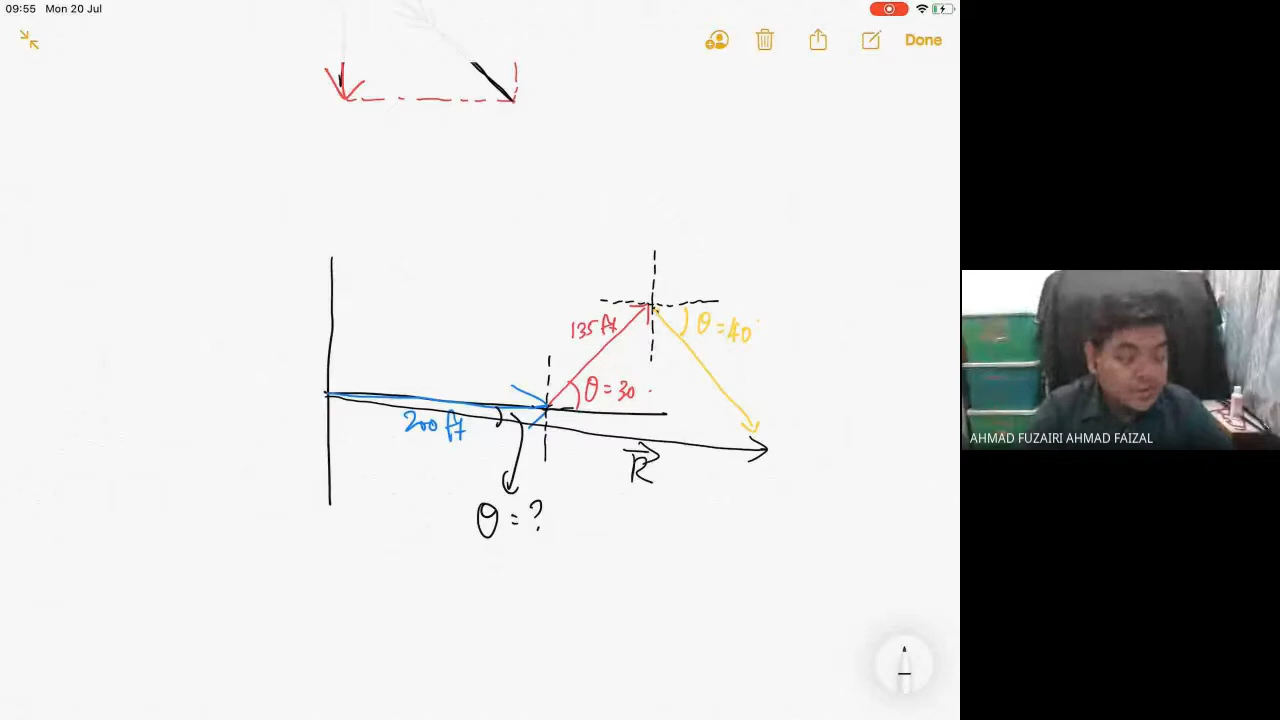 09:55 Mon 20 Jul
Done
135 ft
θ = 40°
θ = 30
200 ft
R
θ = ?
AHMAD FUZAIRI AHMAD FAIZAL